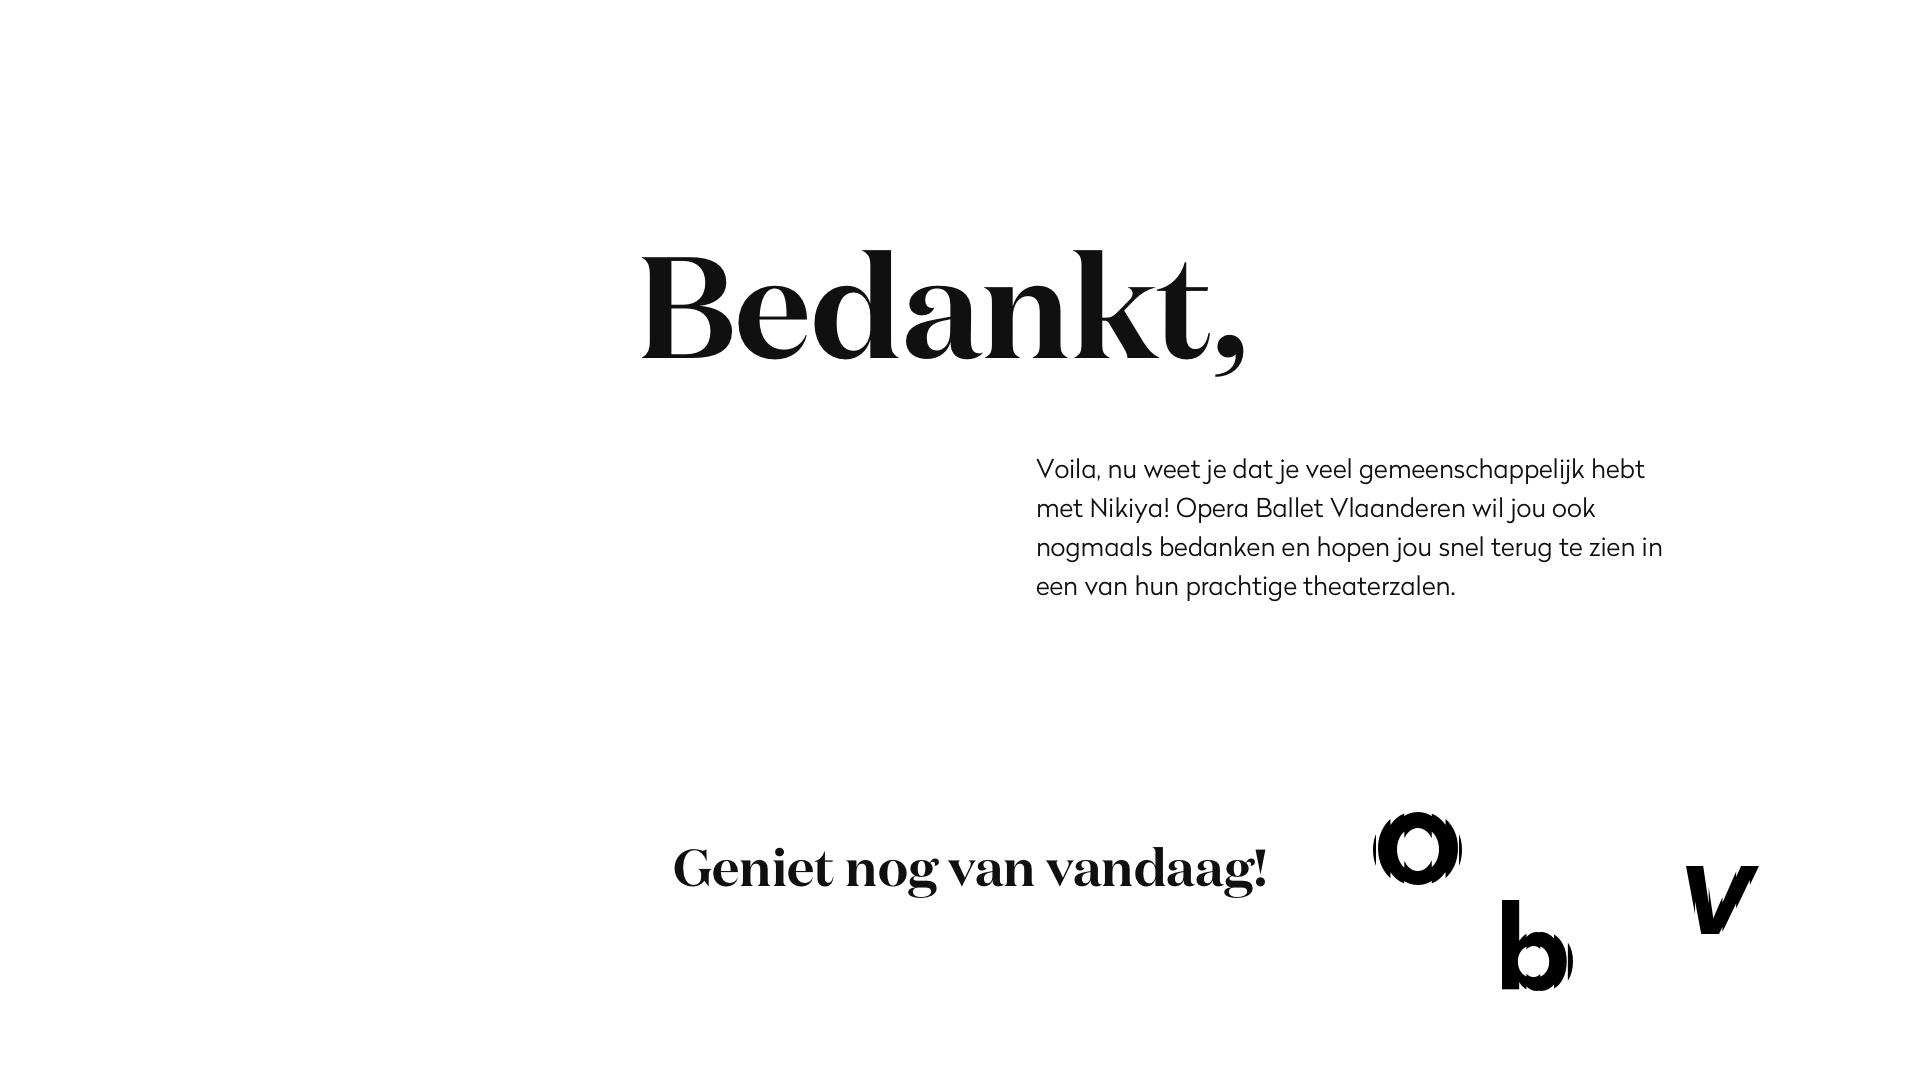 Bedankt,
Voila, nu weet je dat je veel gemeenschappelijk hebt
met Nikiya! Opera Ballet Vlaanderen wil jou ook
nogmaals bedanken en hopen jou snel terug te zien in
een van hun prachtige theaterzalen.
Geniet nog van vandaag!
o b v